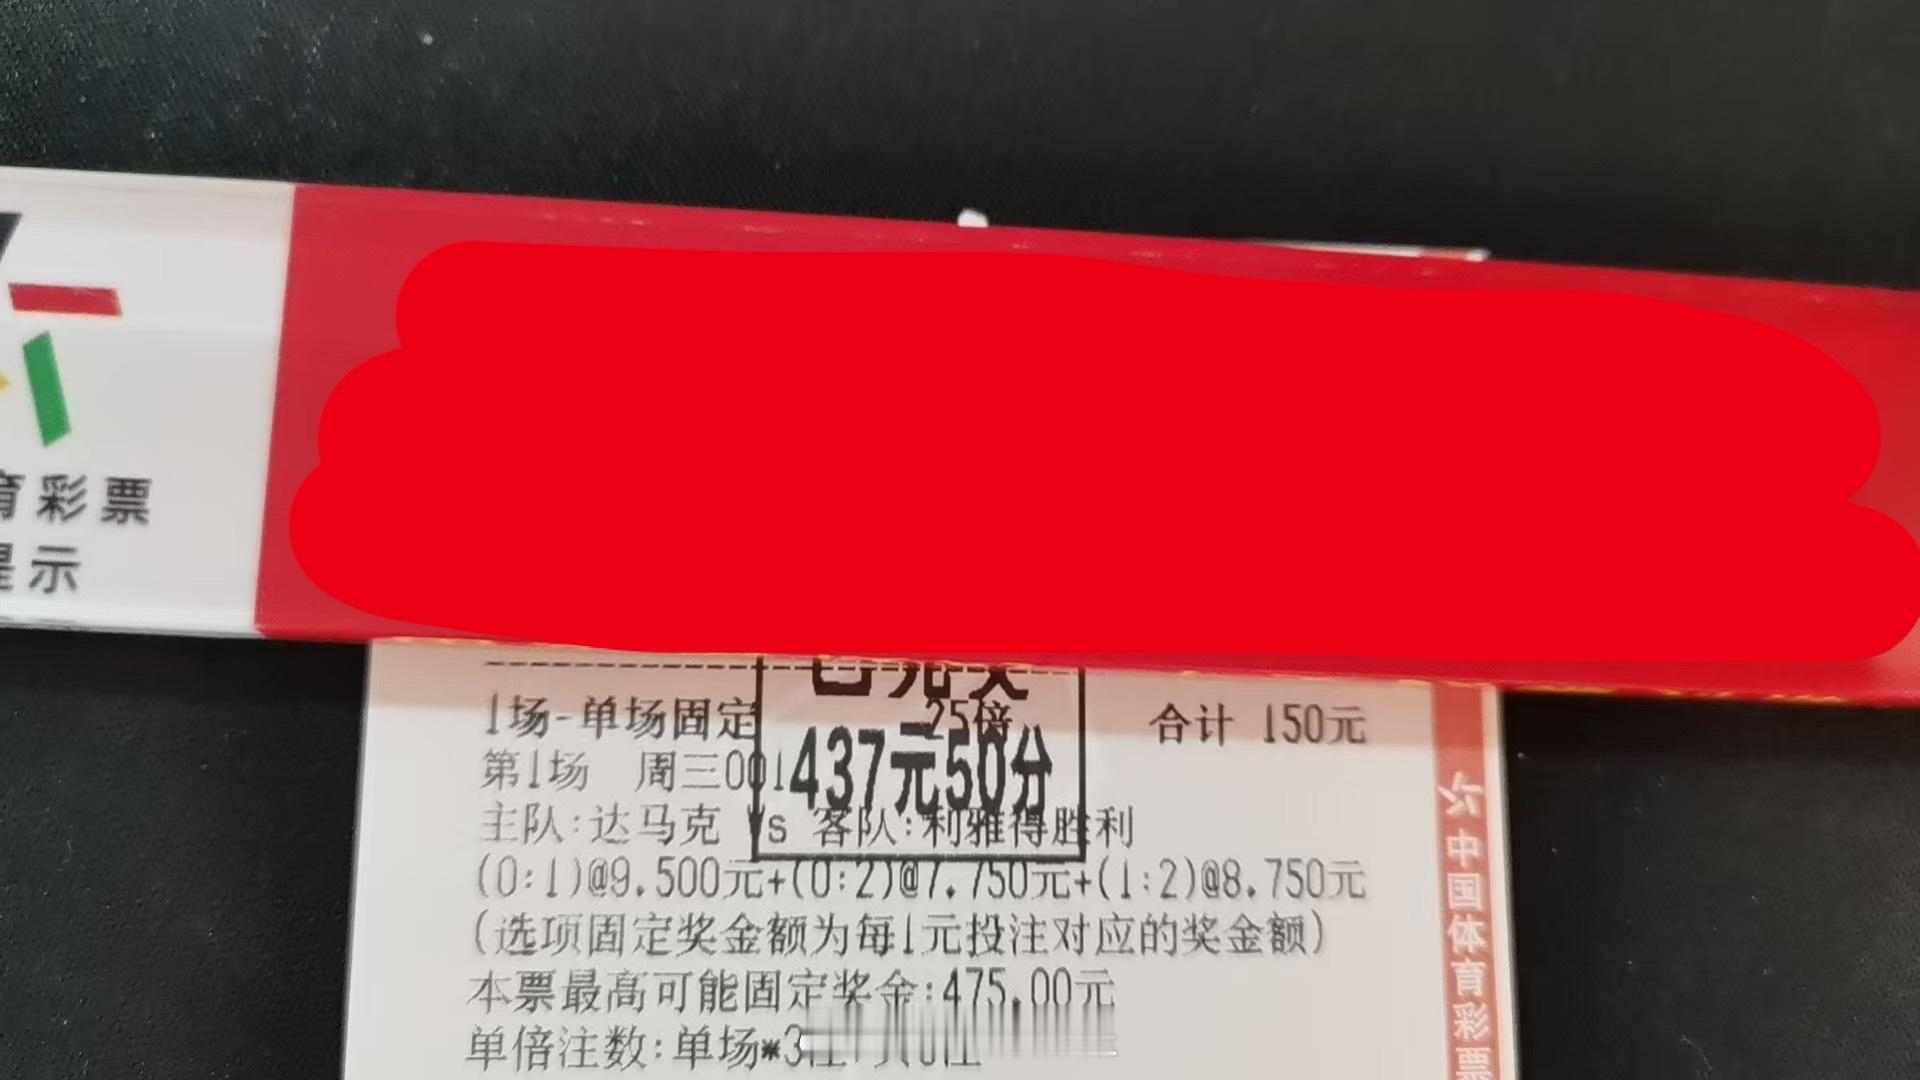 育彩票
提示
已兑奖
437元50分
1场-单场固定 25倍 合计 150元
第1场 周三001
主队:达马克 Vs 客队:利雅得胜利
(0:1)@9.500元+(0:2)@7.750元+(1:2)@8.750元
(选项固定奖金额为每1元投注对应的奖金额)
本票最高可能固定奖金:475.00元
单倍注数:单场*3
中国体育彩票